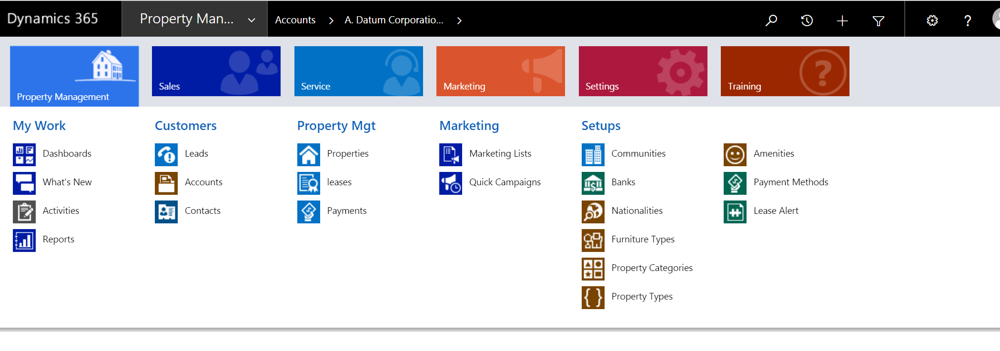 Dynamics 365
Property Man...
Accounts
A. Datum Corporatio...
?
Property Management
Sales
Service
Marketing
Settings
Training
My Work
Dashboards
What's New
Activities
Reports
Customers
Leads
Accounts
Contacts
Property Mgt
Properties
leases
Payments
Marketing
Marketing Lists
Quick Campaigns
Setups
Communities
Banks
Nationalities
Furniture Types
Property Categories
Property Types
Amenities
Payment Methods
Lease Alert